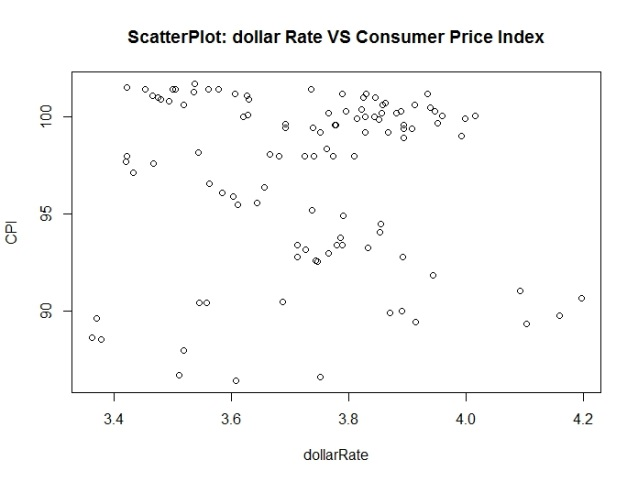 ScatterPlot: dollar Rate VS Consumer Price Index
100
95
90
CPI
3.4 3.6 3.8 4.0 4.2
dollarRate